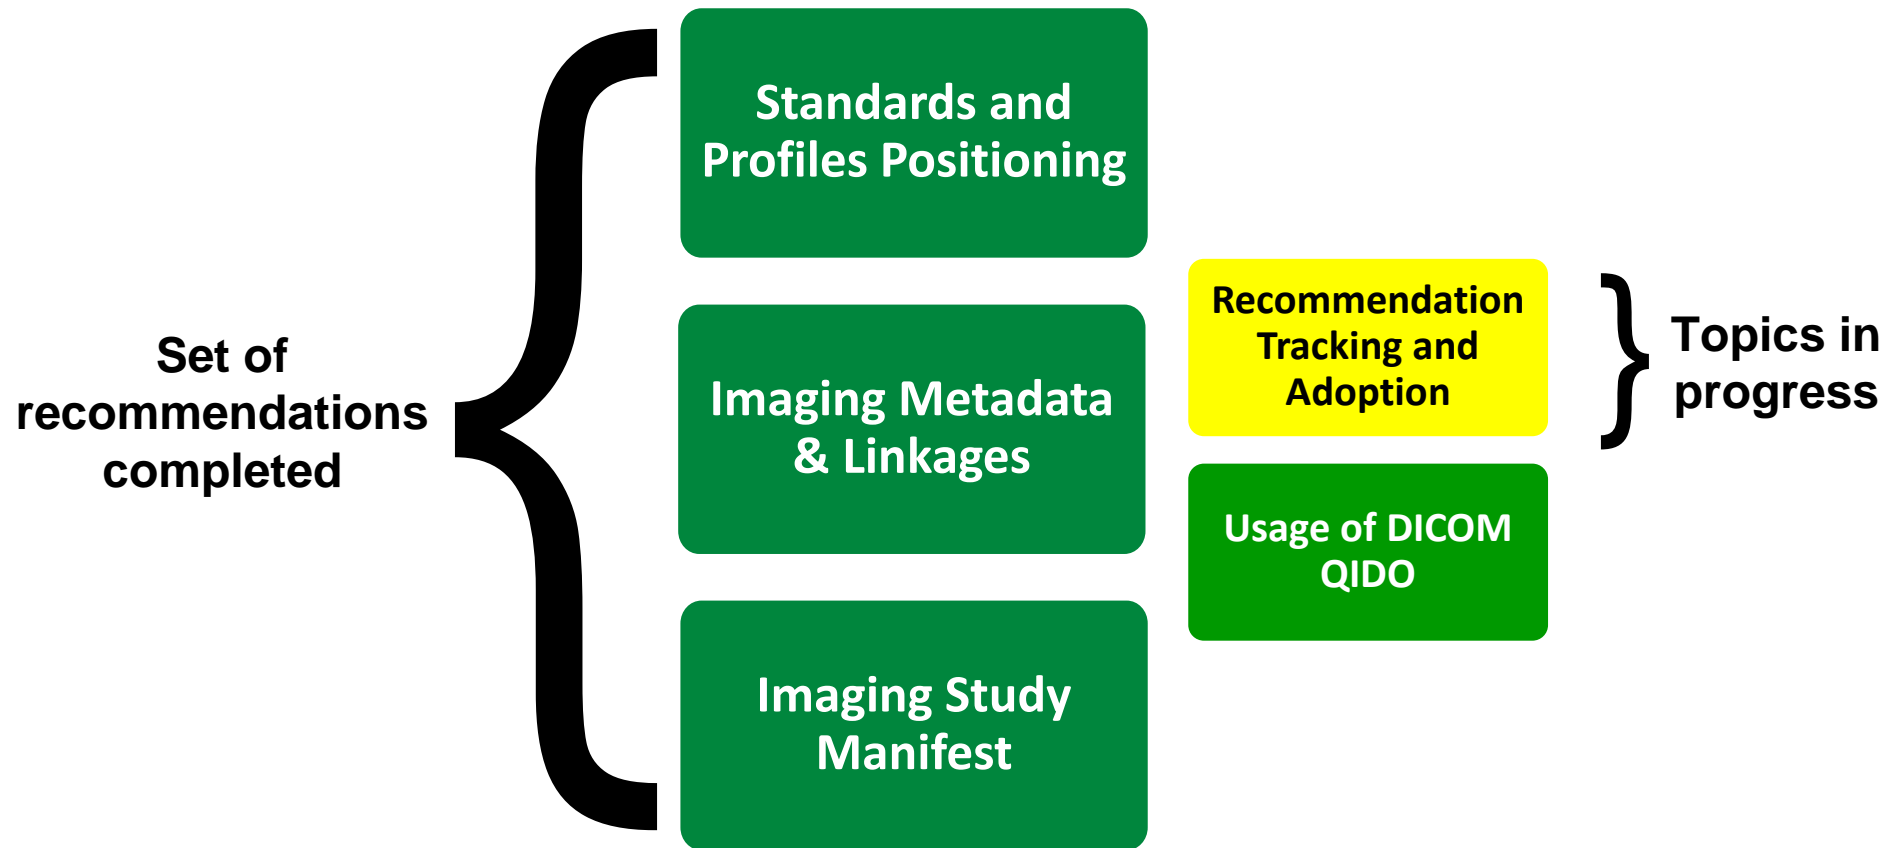 Set of
recommendations
completed
Standards and
Profiles Positioning
Imaging Metadata
& Linkages
Imaging Study
Manifest
Recommendation
Tracking and
Adoption
Usage of DICOM
QIDO
Topics in
progress